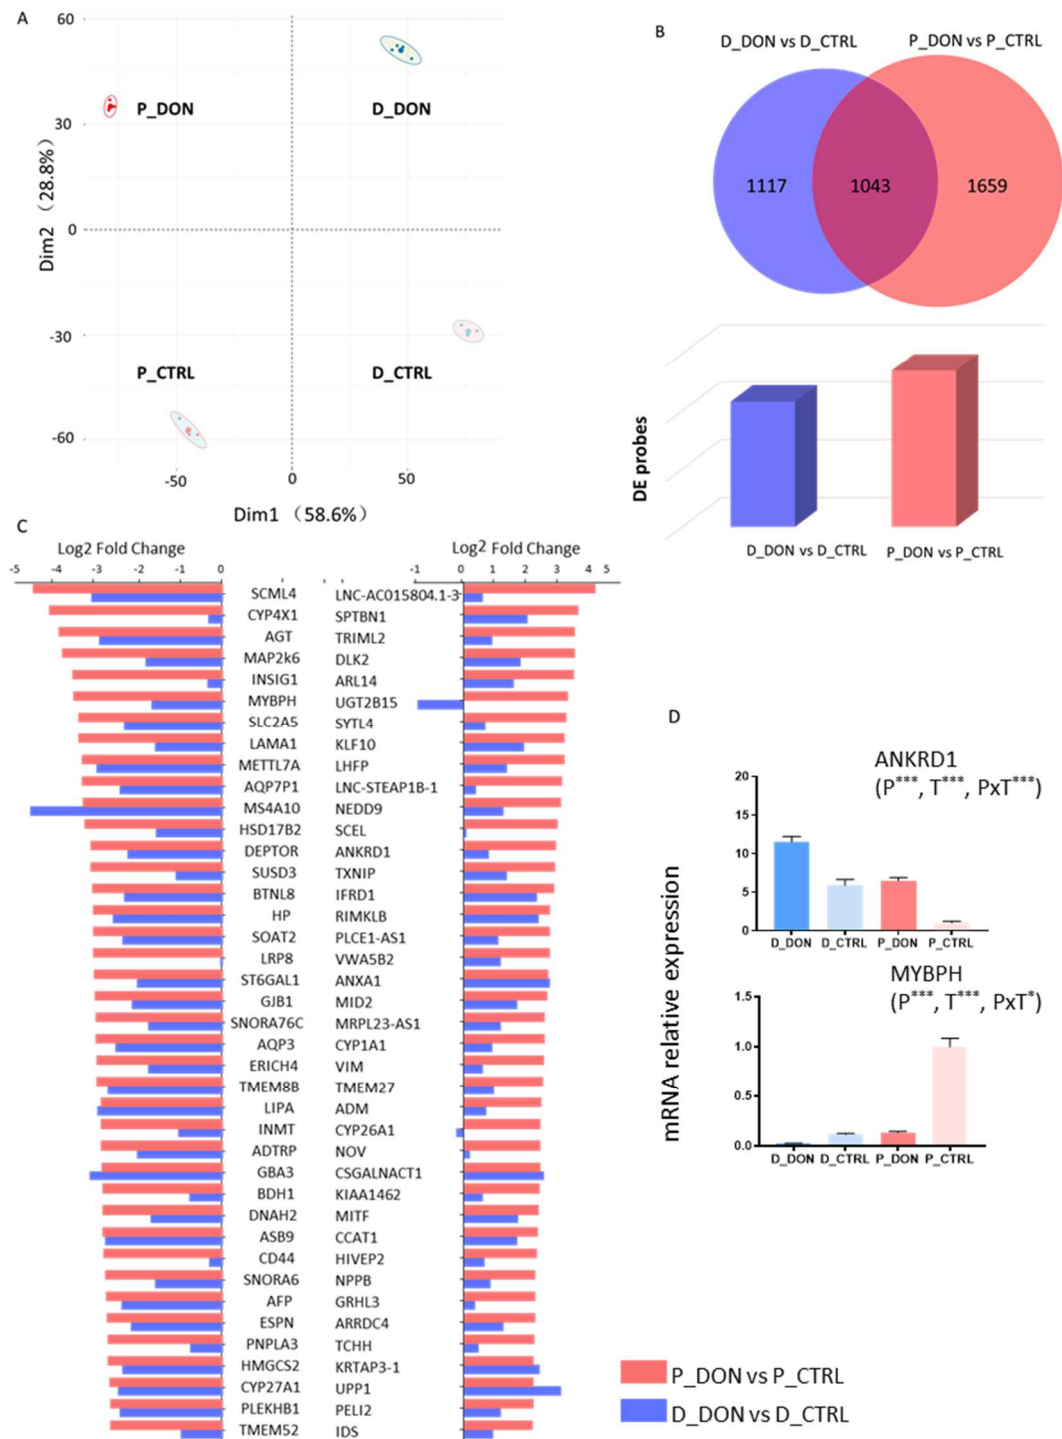 A
60
30
0
-30
-60
Dim2 (28.8%)
P_DON
D_DON
P_CTRL
D_CTRL
-50
0
50
Dim1 (58.6%)
B
D_DON vs D_CTRL
P_DON vs P_CTRL
1117
1043
1659
DE probes
D_DON vs D_CTRL
P_DON vs P_CTRL
C
Log2 Fold Change
-5 -4 -3 -2 -1 0
Log2 Fold Change
-1 0 1 2 3 4 5
SCML4 LNC-AC015804.1-3
CYP4X1 SPTBN1
AGT TRIML2
MAP2k6 DLK2
INSIG1 ARL14
MYBPH UGT2B15
SLC2A5 SYTL4
LAMA1 KLF10
METTL7A LHFP
AQP7P1 LNC-STEAP1B-1
MS4A10 NEDD9
HSD17B2 SCEL
DEPTOR ANKRD1
SUSD3 TXNIP
BTNL8 IFRD1
HP RIMKLB
SOAT2 PLCE1-AS1
LRP8 VWA5B2
ST6GAL1 ANXA1
GJB1 MID2
SNORA76C MRPL23-AS1
AQP3 CYP1A1
ERICH4 VIM
TMEM8B TMEM27
LIPA ADM
INMT CYP26A1
ADTRP NOV
GBA3 CSGALNACT1
BDH1 KIAA1462
DNAH2 MITF
ASB9 CCAT1
CD44 HIVEP2
SNORA6 NPPB
AFP GRHL3
ESPN ARRDC4
PNPLA3 TCHH
HMGCS2 KRTAP3-1
CYP27A1 UPP1
PLEKHB1 PELI2
TMEM52 IDS
D
mRNA relative expression
ANKRD1
(P***, T***, PxT***)
20
15
10
5
0
D_DON D_CTRL P_DON P_CTRL
MYBPH
(P***, T***, PxT*)
1.5
1.0
0.5
0.0
D_DON D_CTRL P_DON P_CTRL
P_DON vs P_CTRL
D_DON vs D_CTRL